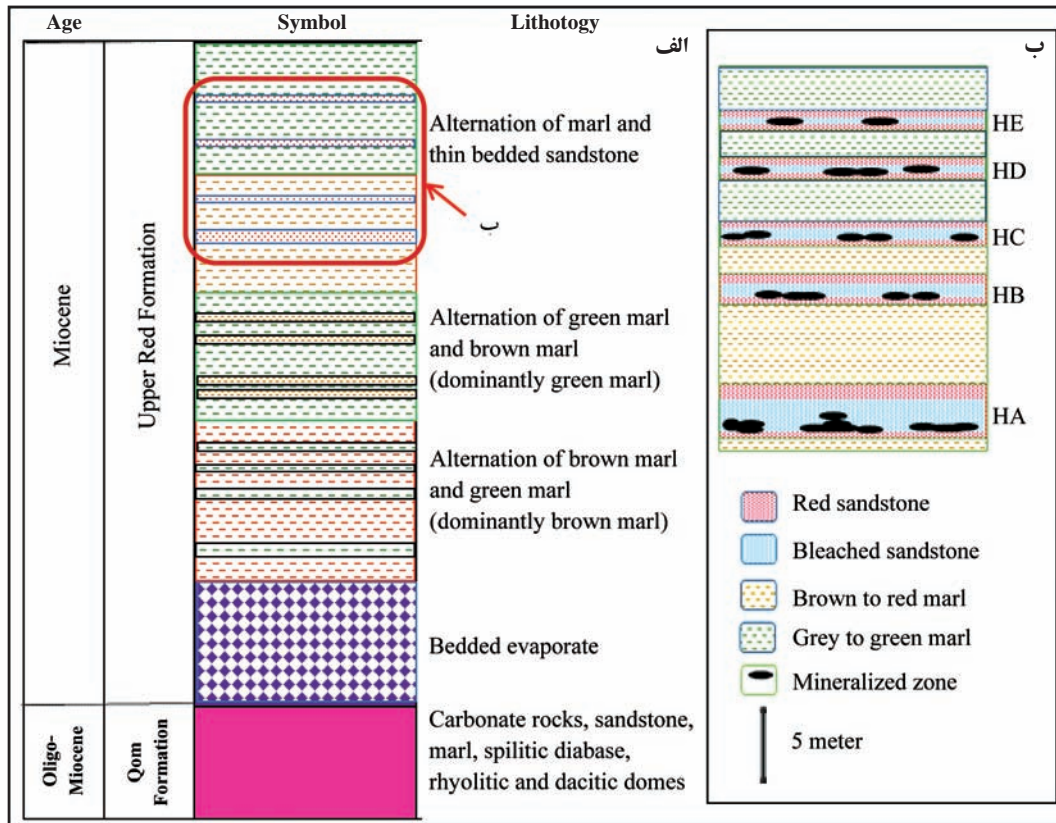 Age Symbol Lithotogy
الف
ب
Miocene
Upper Red Formation
Alternation of marl and
thin bedded sandstone
ب
Alternation of green marl
and brown marl
(dominantly green marl)
Alternation of brown marl
and green marl
(dominantly brown marl)
Bedded evaporate
Oligo-
Miocene
Qom
Formation
Carbonate rocks, sandstone,
marl, spilitic diabase,
rhyolitic and dacitic domes
HE
HD
HC
HB
HA
Red sandstone
Bleached sandstone
Brown to red marl
Grey to green marl
Mineralized zone
5 meter